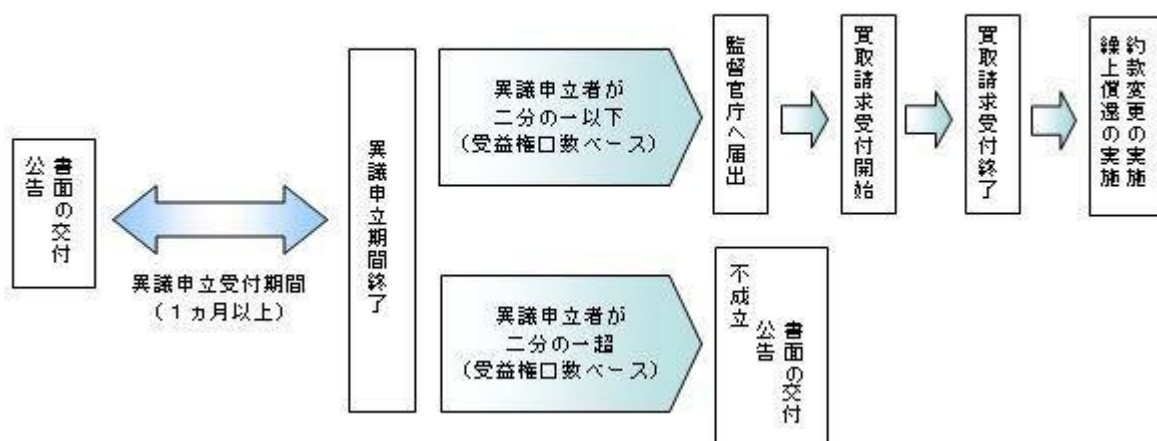 書面の交付
公告
異議申立受付期間
（１ヵ月以上）
異議申立期間終了
異議申立者が
二分の一以下
（受益権口数ベース）
監督官庁へ届出
買取請求受付開始
買取請求受付終了
約款変更の実施
繰上償還の実施
異議申立者が
二分の一超
（受益権口数ベース）
不成立
書面の交付
公告